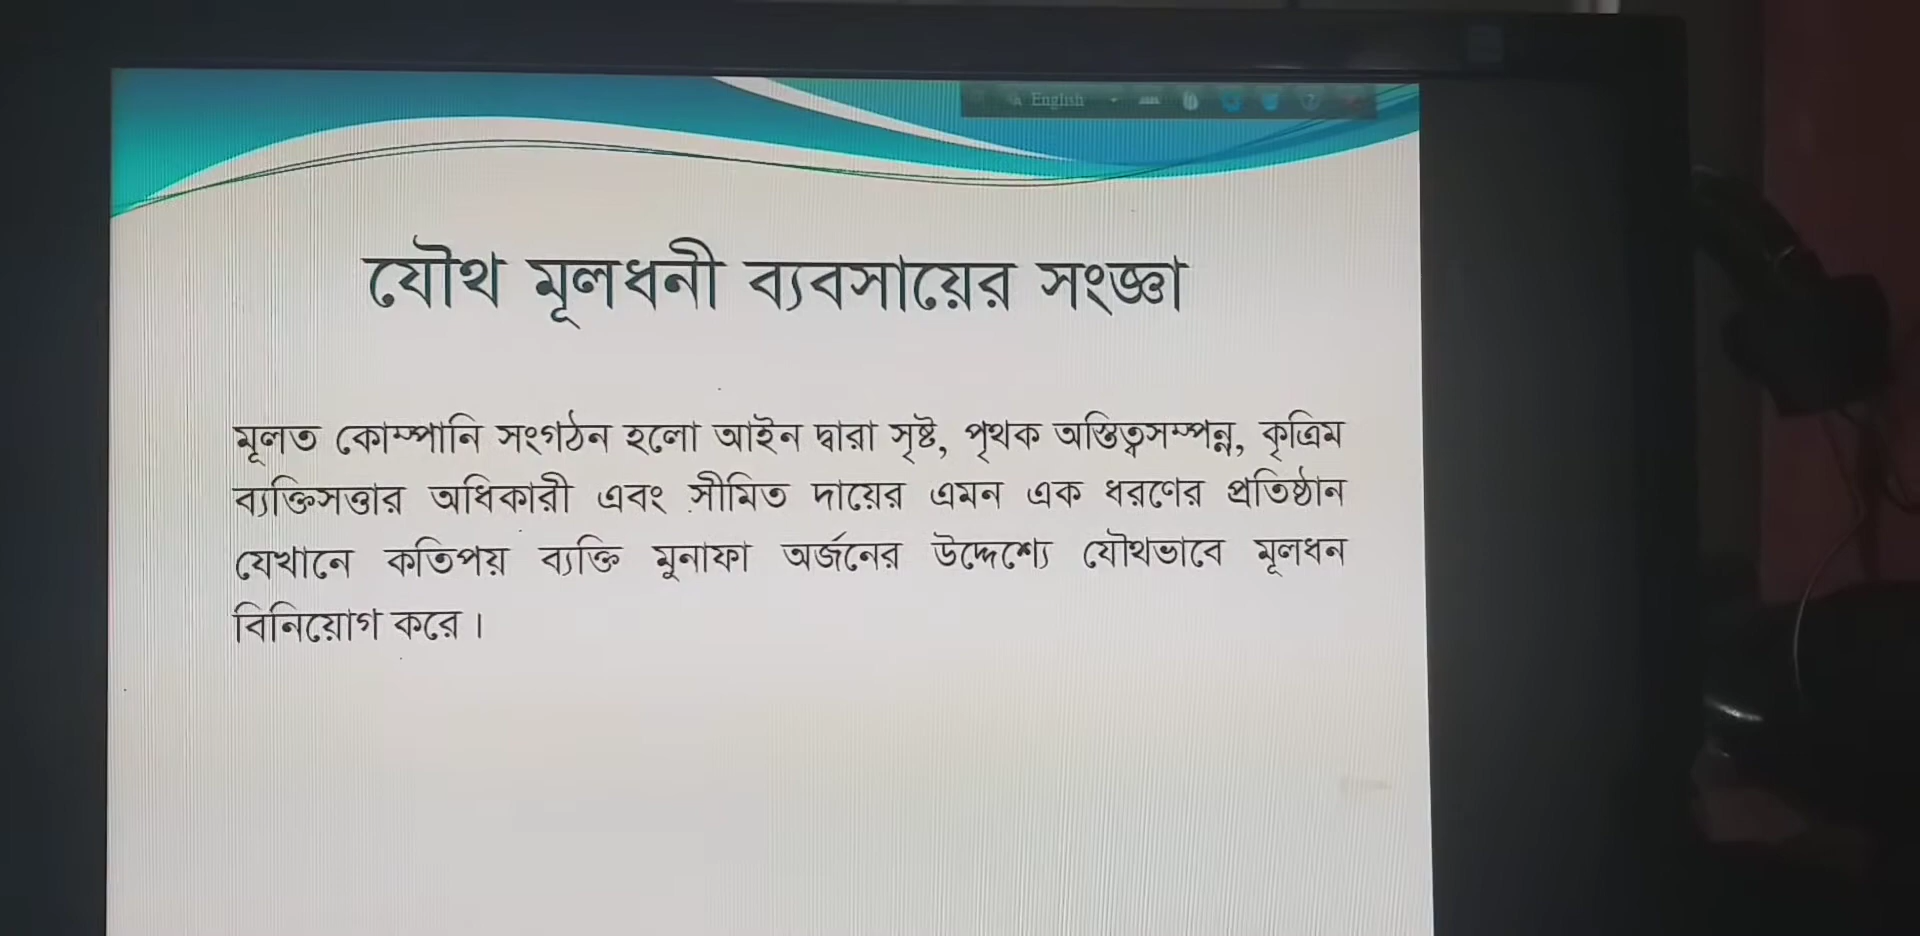 English
যৌথ মূলধনী ব্যবসায়ের সংজ্ঞা
মূলত কোম্পানি সংগঠন হলো আইন দ্বারা সৃষ্ট, পৃথক অস্তিত্বসম্পন্ন, কৃত্রিম
ব্যক্তিসত্তার অধিকারী এবং সীমিত দায়ের এমন এক ধরণের প্রতিষ্ঠান
যেখানে কতিপয় ব্যক্তি মুনাফা অর্জনের উদ্দেশ্যে যৌথভাবে মূলধন
বিনিয়োগ করে।